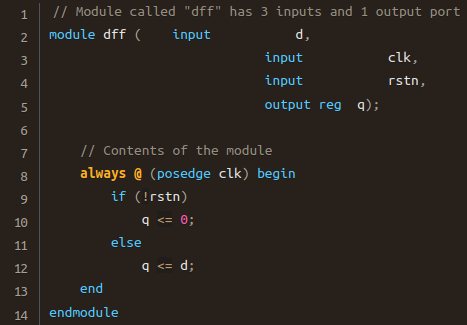 1 // Module called "dff" has 3 inputs and 1 output port
2 module dff ( input d,
3 input clk,
4 input rstn,
5 output reg q);
6
7 // Contents of the module
8 always @ (posedge clk) begin
9 if (!rstn)
10 q <= 0;
11 else
12 q <= d;
13 end
14 endmodule